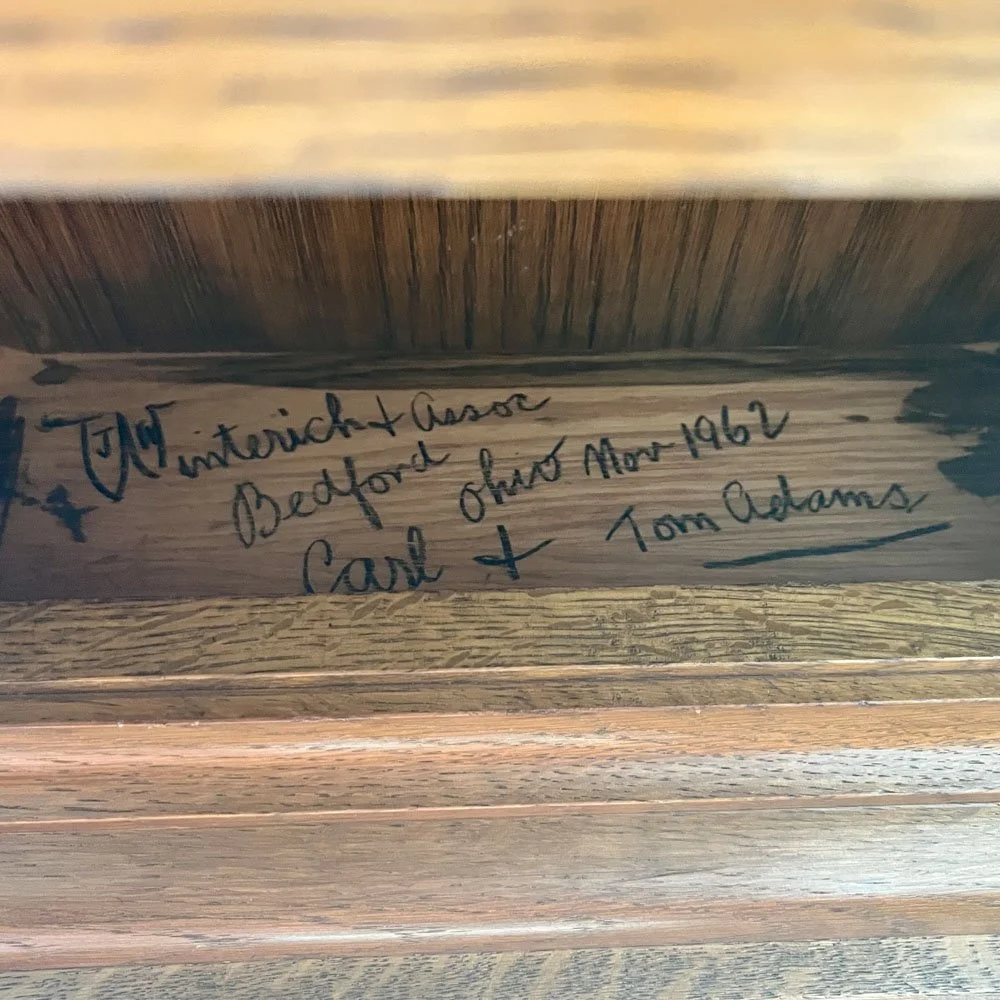 TJW Winterich + Assoc
Bedford Ohio Nov 1962
Carl + Tom Adams